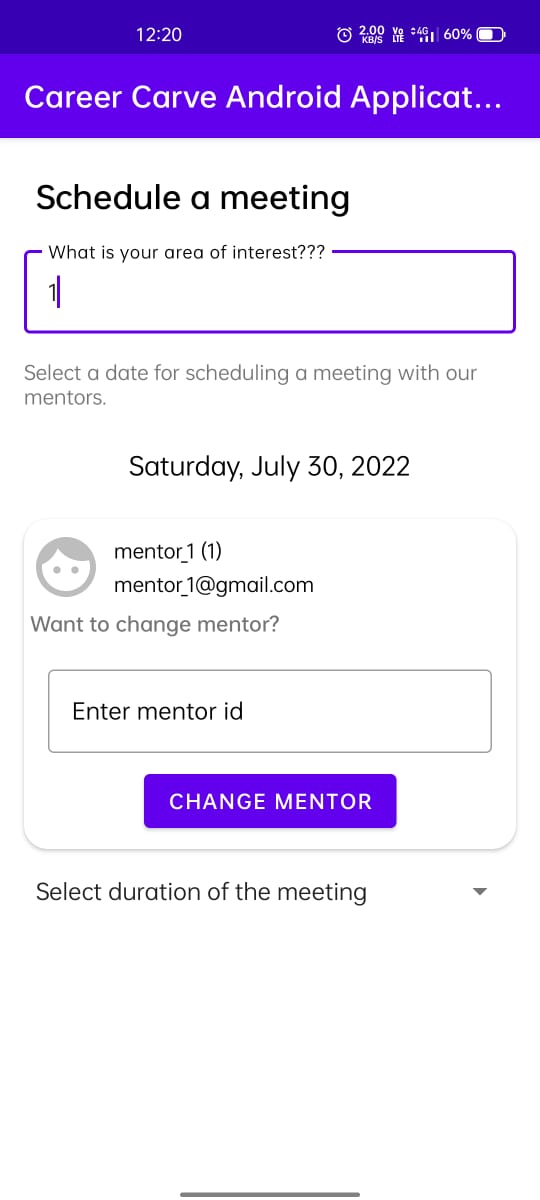 12:20
2.00 KB/S Vo LTE 4G 60%
Career Carve Android Applicat...
Schedule a meeting
What is your area of interest???
1
Select a date for scheduling a meeting with our
mentors.
Saturday, July 30, 2022
mentor_1 (1)
mentor_1@gmail.com
Want to change mentor?
Enter mentor id
CHANGE MENTOR
Select duration of the meeting